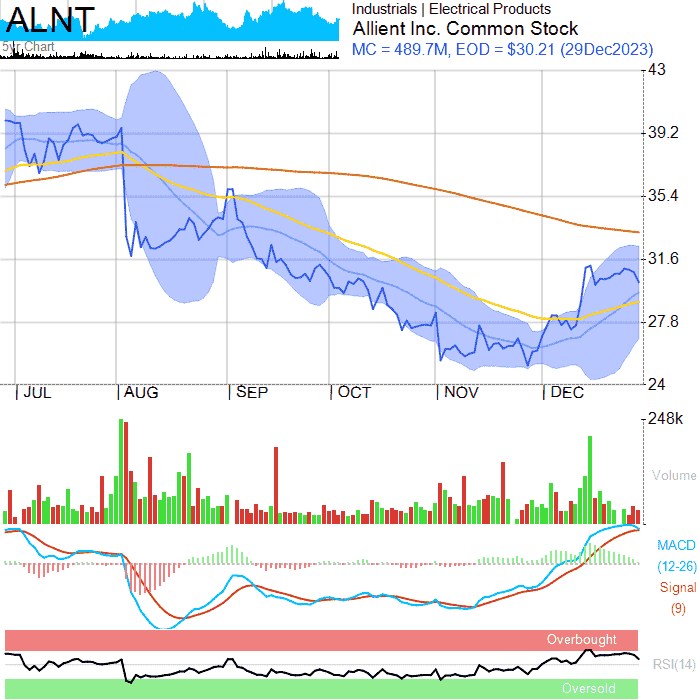 ALNT
5yr Chart
Industrials | Electrical Products
Allient Inc. Common Stock
MC = 489.7M, EOD = $30.21 (29Dec2023)
43
39.2
35.4
31.6
27.8
24
JUL AUG SEP OCT NOV DEC
248k
Volume
MACD
(12-26)
Signal
(9)
Overbought
RSI(14)
Oversold